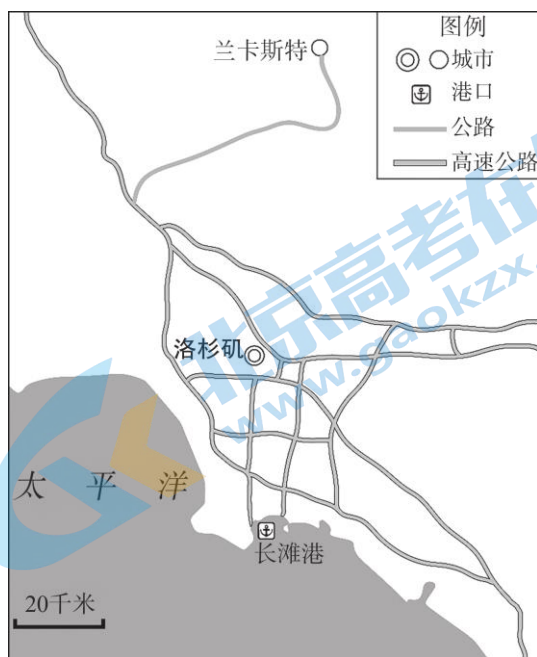 图例
城市
港口
公路
高速公路
兰卡斯特
洛杉矶
太平洋
长滩港
20千米
北京高考在
www.gaokzx.